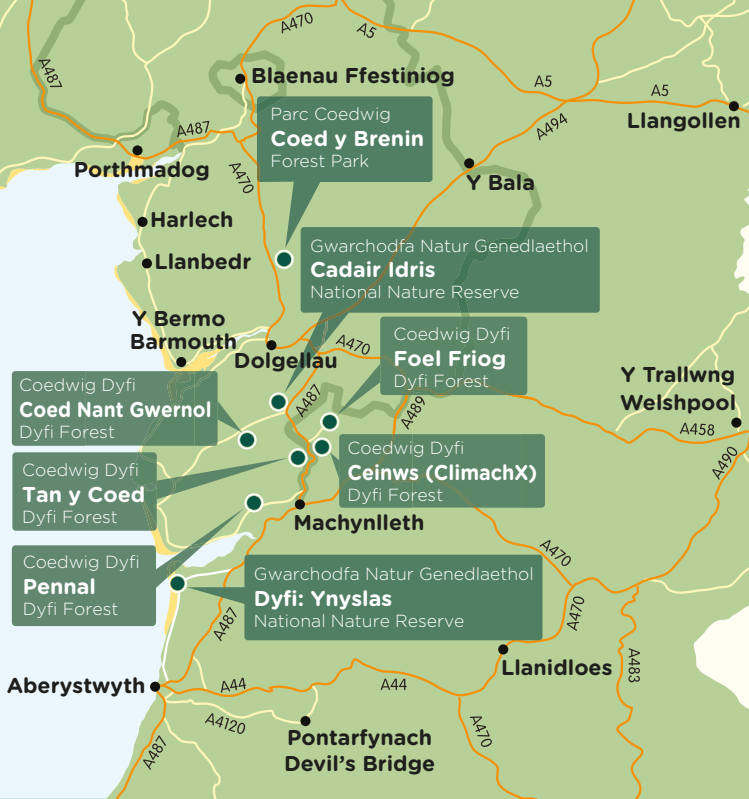 A470
A5
A487
Blaenau Ffestiniog
A5
A5
Parc Coedwig
Coed y Brenin
Forest Park
Llangollen
A487
A494
Porthmadog
A470
Y Bala
Harlech
Gwarchodfa Natur Genedlaethol
Cadair Idris
National Nature Reserve
Llanbedr
Y Bermo
Barmouth
Dolgellau
A470
Coedwig Dyfi
Foel Friog
Dyfi Forest
Y Trallwng
Welshpool
Coedwig Dyfi
Coed Nant Gwernol
Dyfi Forest
A487
A489
A458
A490
Coedwig Dyfi
Ceinws (ClimachX)
Dyfi Forest
Coedwig Dyfi
Tan y Coed
Dyfi Forest
Machynlleth
A470
Coedwig Dyfi
Pennal
Dyfi Forest
Gwarchodfa Natur Genedlaethol
Dyfi: Ynyslas
National Nature Reserve
A487
A470
Llanidloes
A483
Aberystwyth
A44
A44
A4120
A470
A487
Pontarfynach
Devil's Bridge